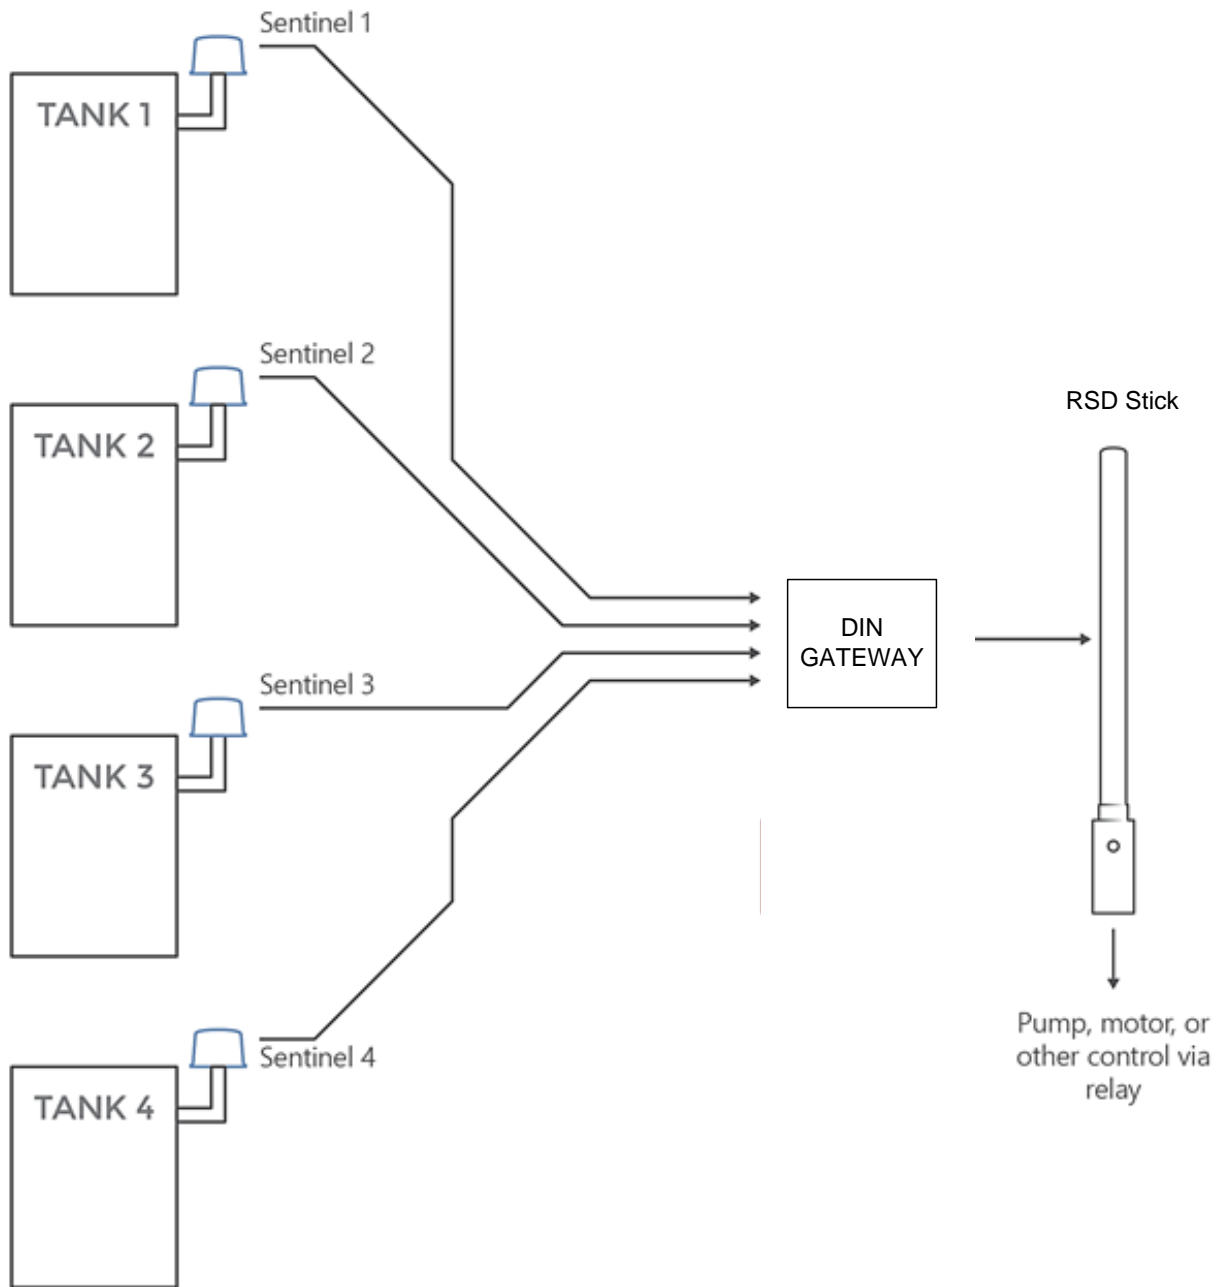 Sentinel 1
TANK 1
Sentinel 2
TANK 2
RSD Stick
DIN
GATEWAY
Sentinel 3
TANK 3
Sentinel 4
TANK 4
Pump, motor, or
other control via
relay